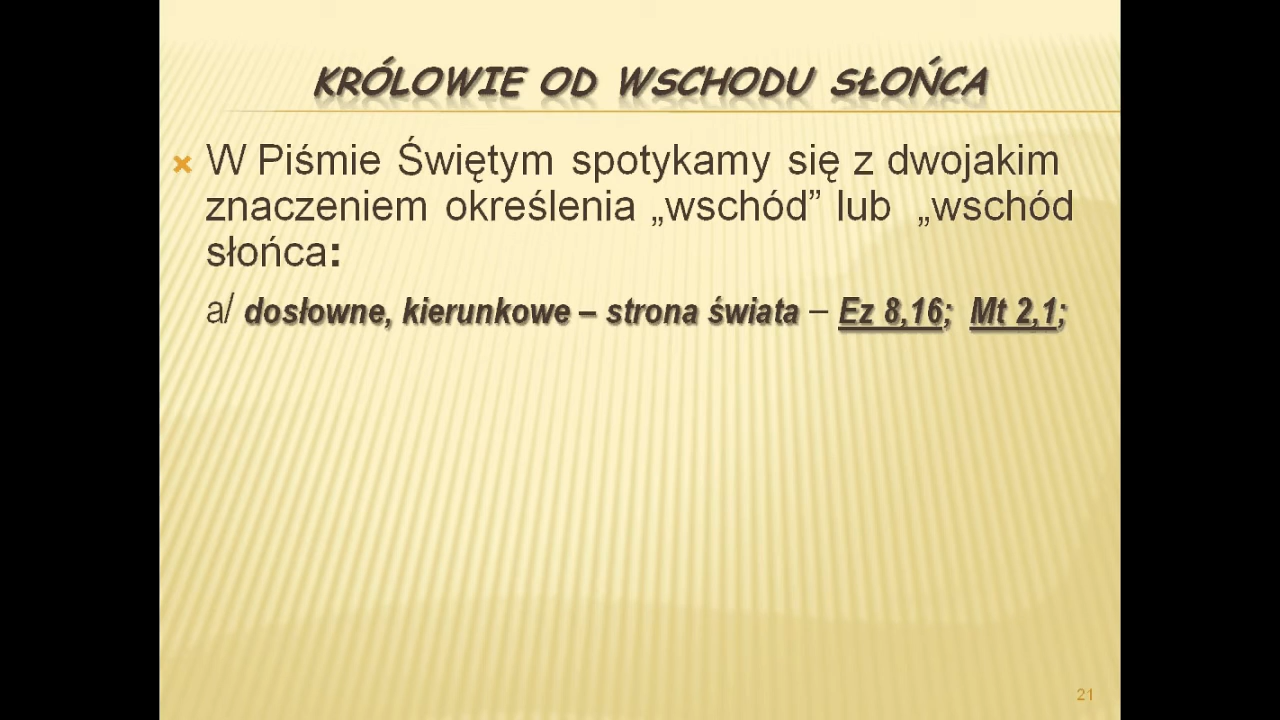 KRÓLOWIE OD WSCHODU SŁOŃCA
W Piśmie Świętym spotykamy się z dwojakim
znaczeniem określenia „wschód” lub „wschód
słońca:
a/ dosłowne, kierunkowe – strona świata – Ez 8,16; Mt 2,1;
21